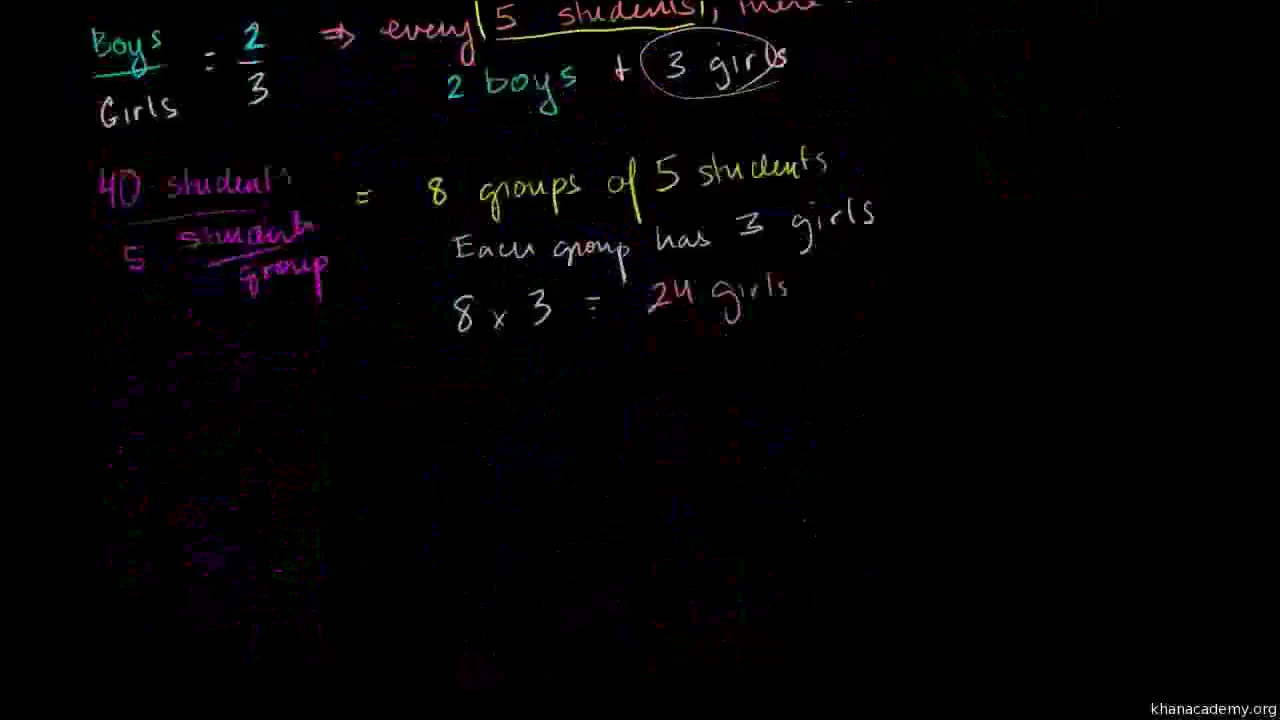 Boys = 2 ⇒ every 5 students, there
Girls 3 2 boys + 3 girls
40 students = 8 groups of 5 students
5 students Each group has 3 girls
group
8 x 3 = 24 girls
khanacademy.org